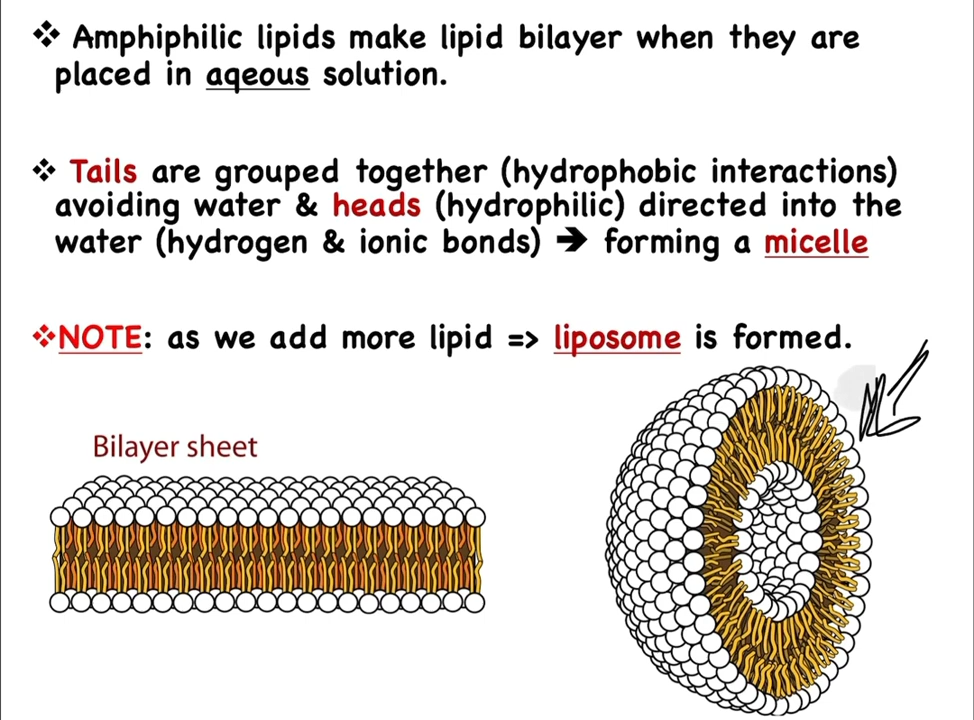 ❖ Amphiphilic lipids make lipid bilayer when they are
placed in aqeous solution.
❖ Tails are grouped together (hydrophobic interactions)
avoiding water & heads (hydrophilic) directed into the
water (hydrogen & ionic bonds) ➔ forming a micelle
❖NOTE: as we add more lipid => liposome is formed.
Bilayer sheet